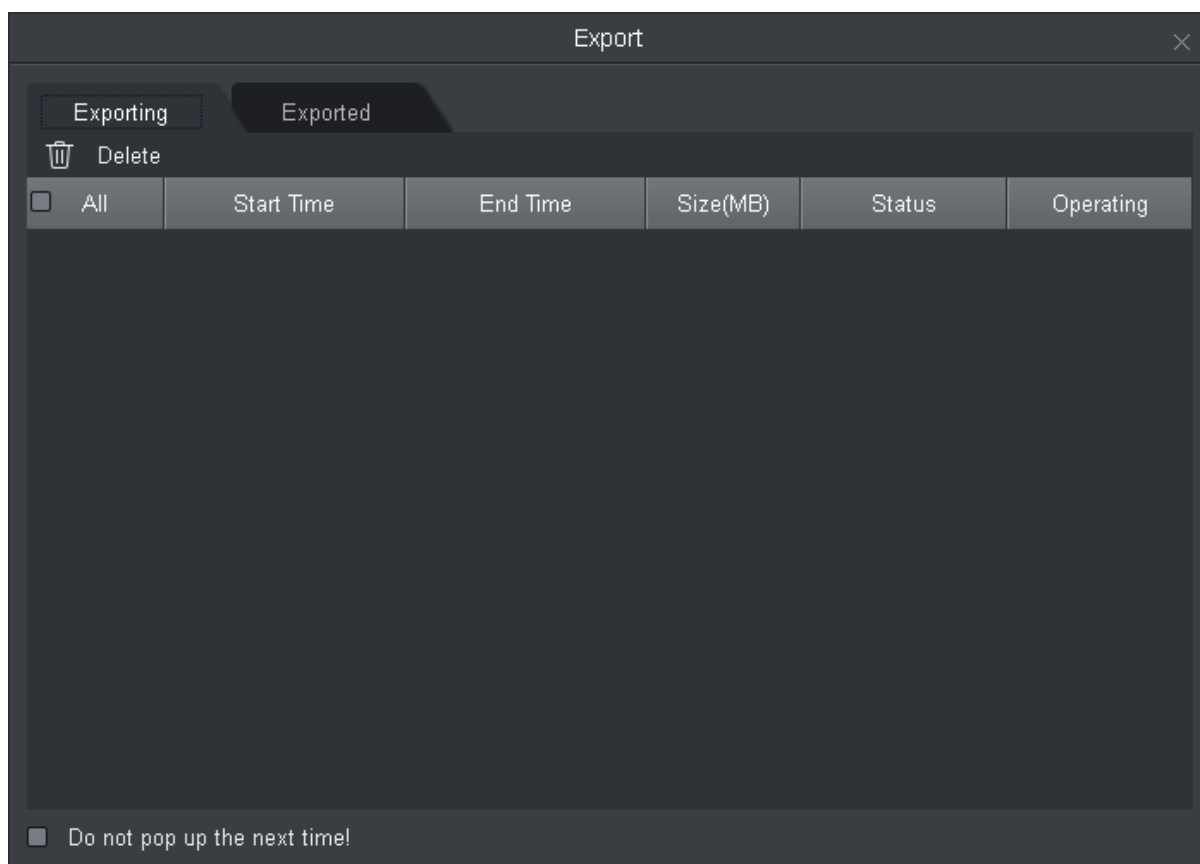 Export
Exporting Exported
Delete
All Start Time End Time Size(MB) Status Operating
Do not pop up the next time!